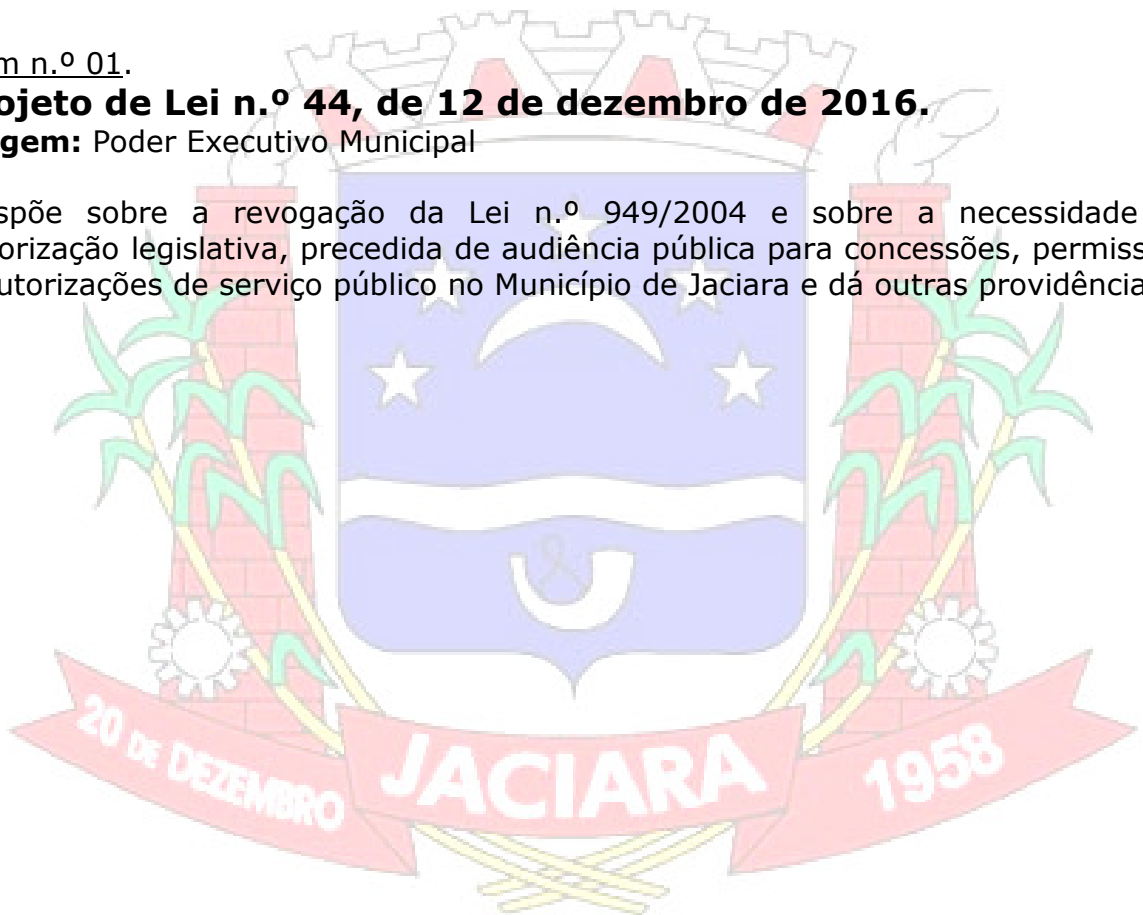 m n.º 01.
ojeto de Lei n.º 44, de 12 de dezembro de 2016.
gem: Poder Executivo Municipal
spõe sobre a revogação da Lei n.º 949/2004 e sobre a necessidade
orização legislativa, precedida de audiência pública para concessões, permiss
utorizações de serviço público no Município de Jaciara e dá outras providência
20 DE DEZEMBRO
JACIARA
1958